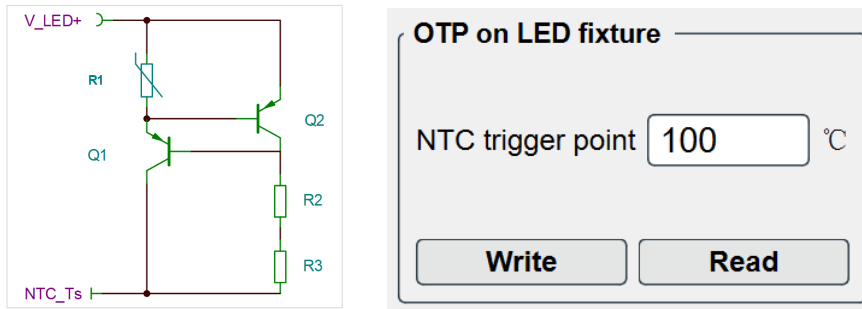 V_LED+
R1
Q2
Q1
R2
R3
NTC_Ts
OTP on LED fixture
NTC trigger point 100 ℃
Write Read